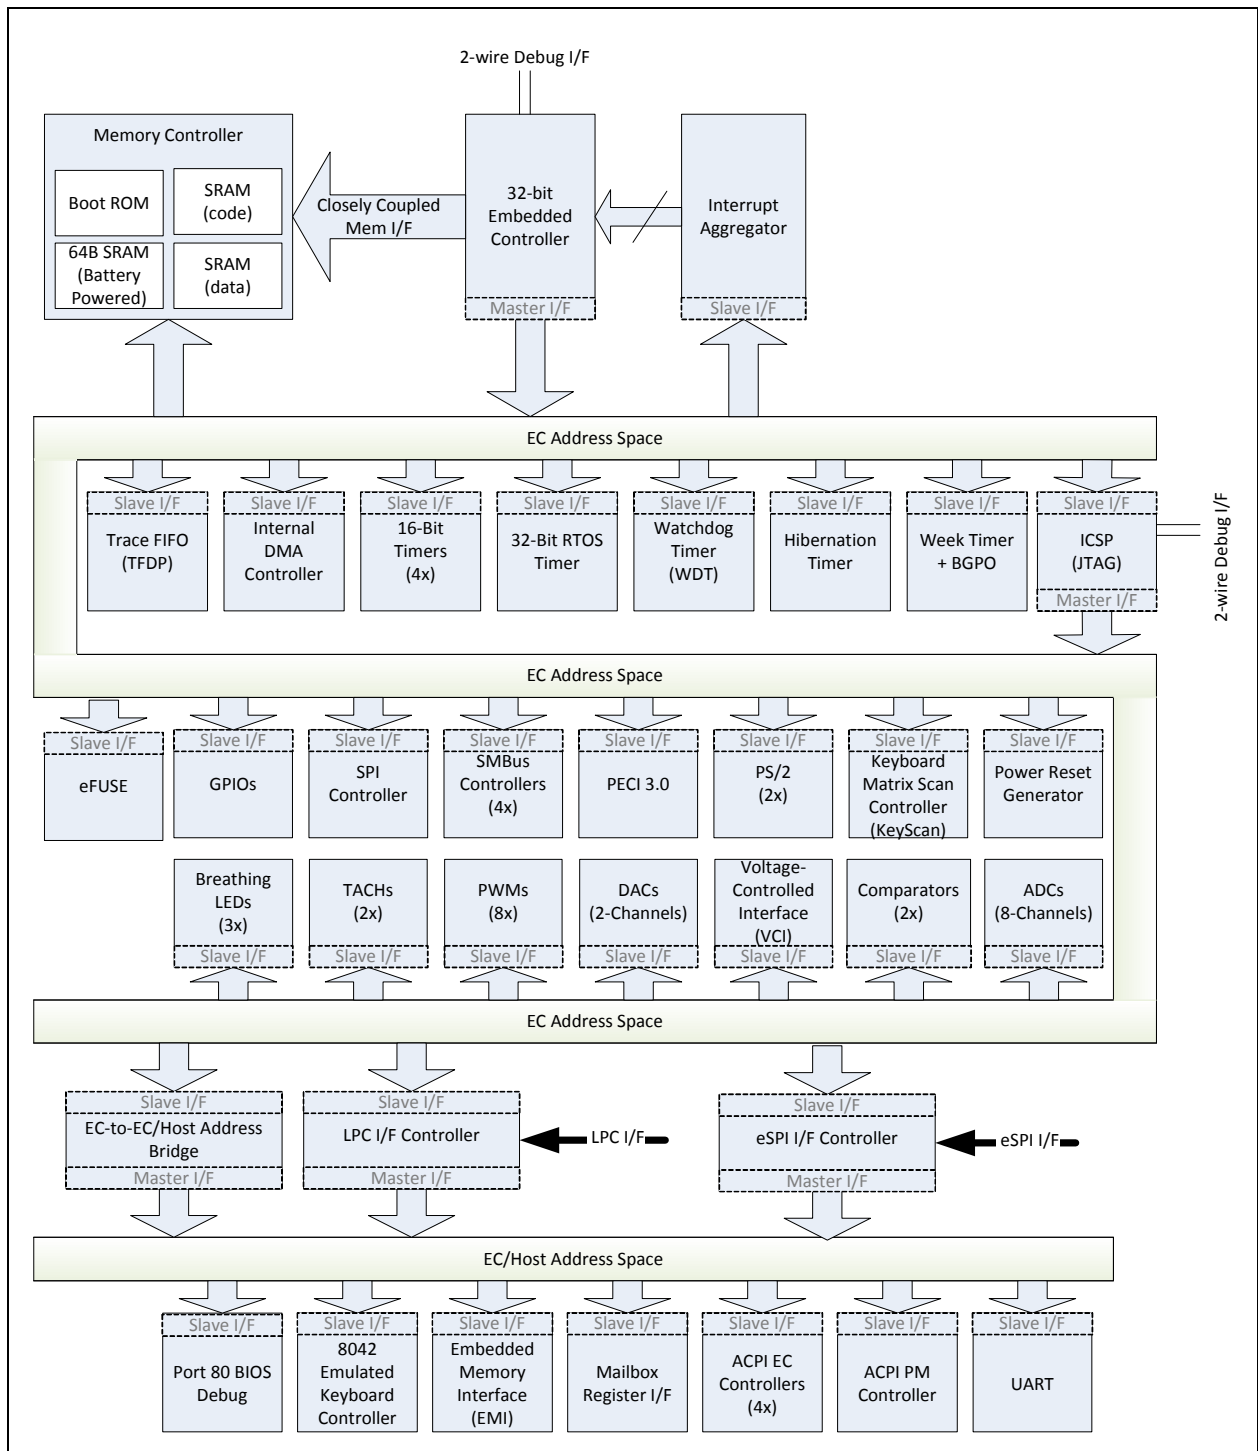 2-wire Debug I/F
Memory Controller
Boot ROM
SRAM
(code)
64B SRAM
(Battery
Powered)
SRAM
(data)
Closely Coupled
Mem I/F
32-bit
Embedded
Controller
Master I/F
Interrupt
Aggregator
Slave I/F
EC Address Space
Slave I/F
Trace FIFO
(TFDP)
Slave I/F
Internal
DMA
Controller
Slave I/F
16-Bit
Timers
(4x)
Slave I/F
32-Bit RTOS
Timer
Slave I/F
Watchdog
Timer
(WDT)
Slave I/F
Hibernation
Timer
Slave I/F
Week Timer
+ BGPO
Slave I/F
ICSP
(JTAG)
Master I/F
2-wire Debug I/F
EC Address Space
Slave I/F
eFUSE
Slave I/F
GPIOs
Slave I/F
SPI
Controller
Slave I/F
SMBus
Controllers
(4x)
Slave I/F
PECI 3.0
Slave I/F
PS/2
(2x)
Slave I/F
Keyboard
Matrix Scan
Controller
(KeyScan)
Slave I/F
Power Reset
Generator
Breathing
LEDs
(3x)
Slave I/F
TACHs
(2x)
Slave I/F
PWMs
(8x)
Slave I/F
DACs
(2-Channels)
Slave I/F
Voltage-
Controlled
Interface
(VCI)
Slave I/F
Comparators
(2x)
Slave I/F
ADCs
(8-Channels)
Slave I/F
EC Address Space
Slave I/F
EC-to-EC/Host Address
Bridge
Master I/F
Slave I/F
LPC I/F Controller
Master I/F
LPC I/F
Slave I/F
eSPI I/F Controller
Master I/F
eSPI I/F
EC/Host Address Space
Slave I/F
Port 80 BIOS
Debug
Slave I/F
8042
Emulated
Keyboard
Controller
Slave I/F
Embedded
Memory
Interface
(EMI)
Slave I/F
Mailbox
Register I/F
Slave I/F
ACPI EC
Controllers
(4x)
Slave I/F
ACPI PM
Controller
Slave I/F
UART